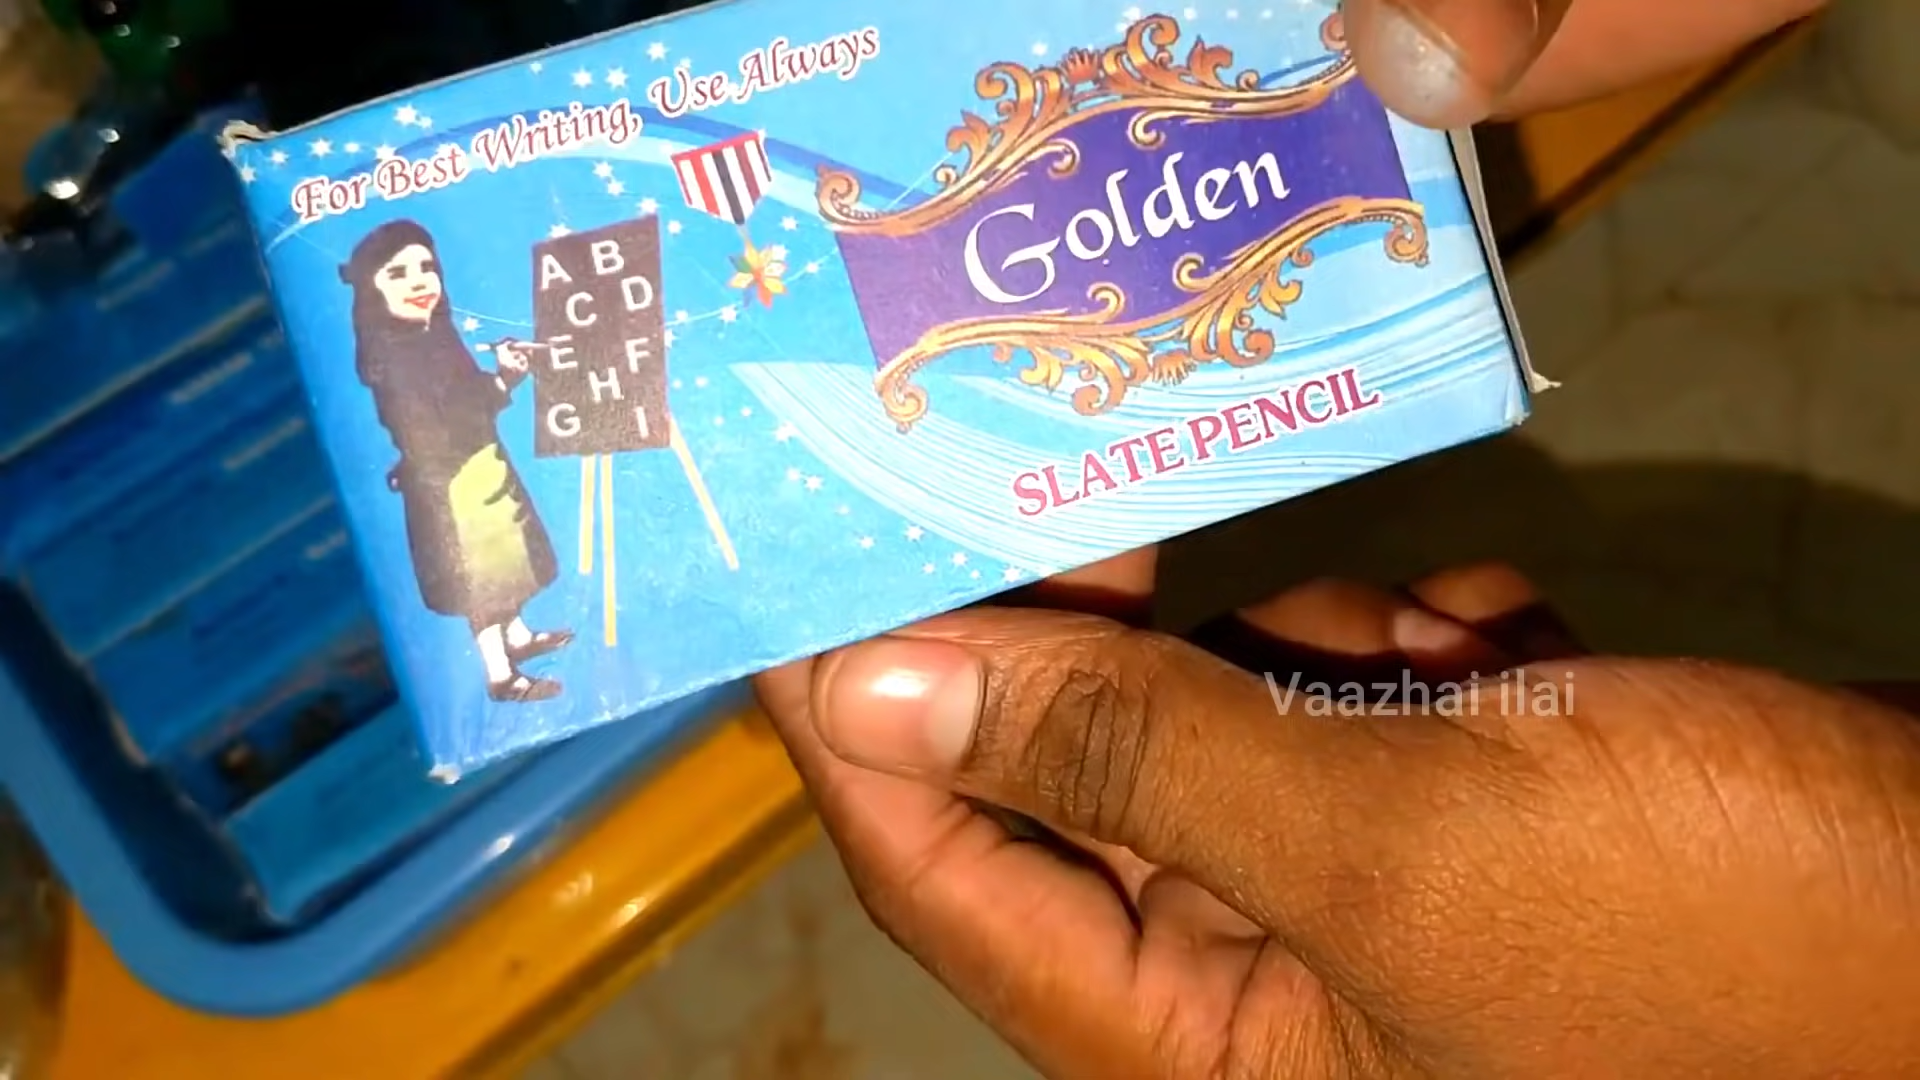 For Best Writing, Use Always
Golden
SLATE PENCIL
A B
C D
E F
H
G I
Vaazhai ilai